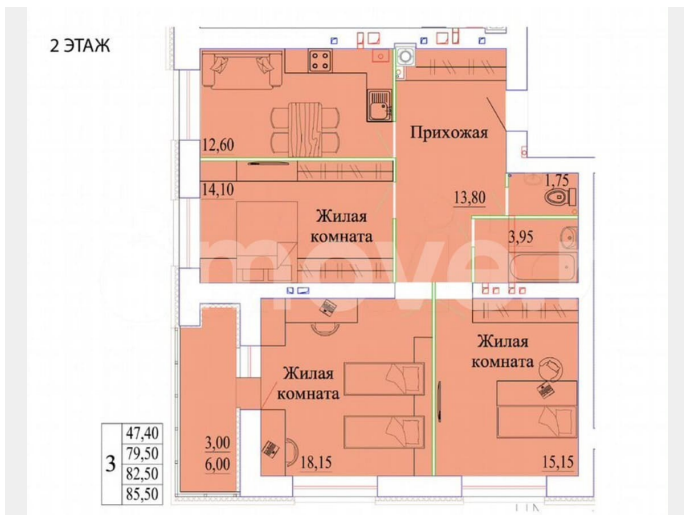 2 ЭТАЖ
12,60
Прихожая
14,10
13,80
1,75
Жилая
комната
3,95
move.r
Жилая
комната
Жилая
комната
3,00
6,00
18,15
15,15
3
47,40
79,50
82,50
85,50